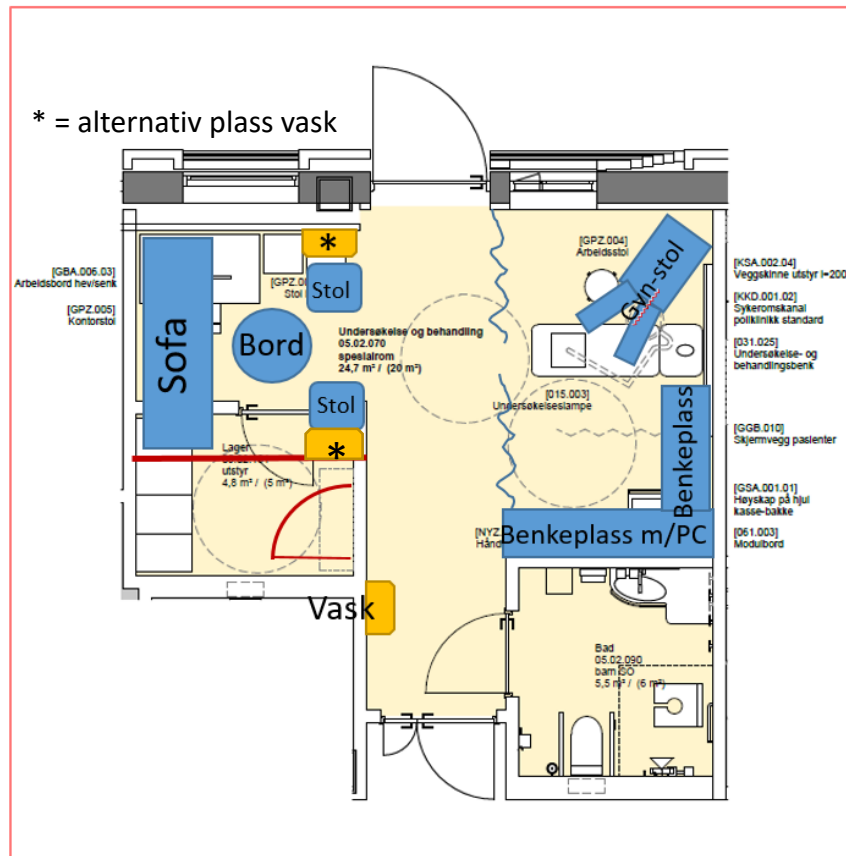 * = alternativ plass vask
[GBA.006.03]
Arbeidsbord hev/senk
[GPZ.005]
Kontorstol
Sofa
*
Stol
Bord
Stol
*
Undersøkelse og behandling
05.02.070
spesialrom
24,7 m² / (20 m²)
Lager
utstyr
4,8 m² / (5 m²)
[GPZ.004]
Arbeidsstol
Gyn-stol
[015.003]
Undersøkelseslampe
Benkeplass
Benkeplass m/PC
Vask
Bad
05.02.090
5,5 m² / (6 m²)
[KSA.002.04]
Veggskinne utstyr l=200
[KKD.001.02]
Sykeromskanal
poliklinikk standard
[031.025]
Undersøkelse- og
behandlingsbenk
[GGB.010]
Skjermvegg pasienter
[GSA.001.01]
Høyskap på hjul
kasse-bakke
[061.003]
Modulbord